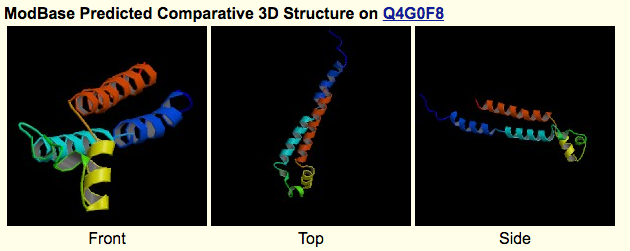 ModBase Predicted Comparative 3D Structure on Q4G0F8
Front Top Side